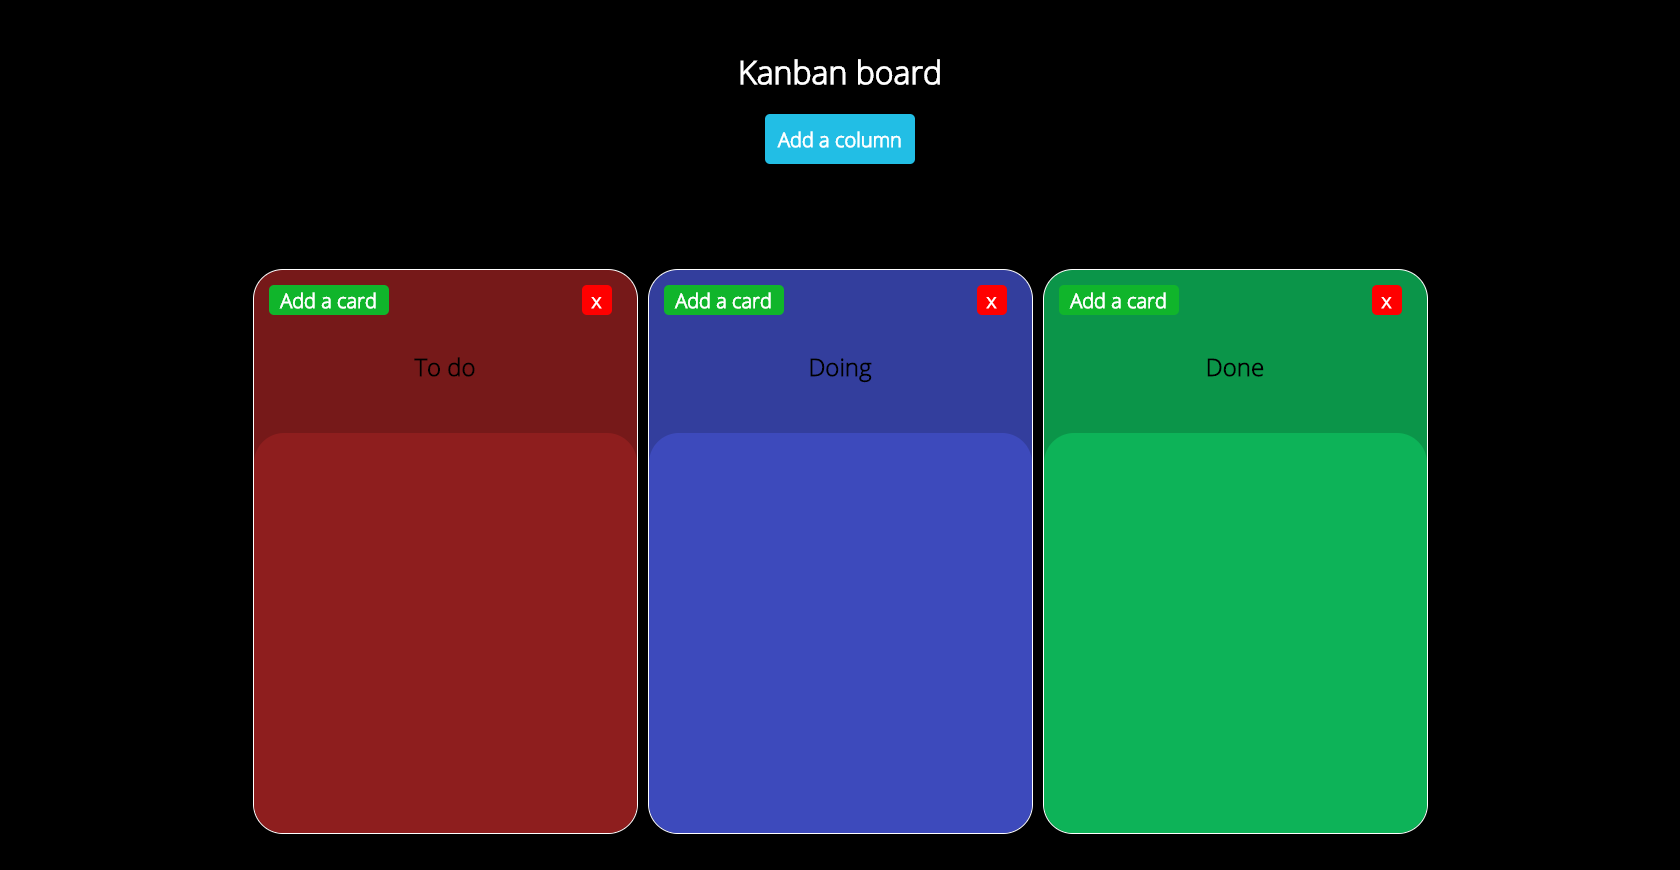 Kanban board
Add a column
Add a card
x
To do
Add a card
x
Doing
Add a card
x
Done